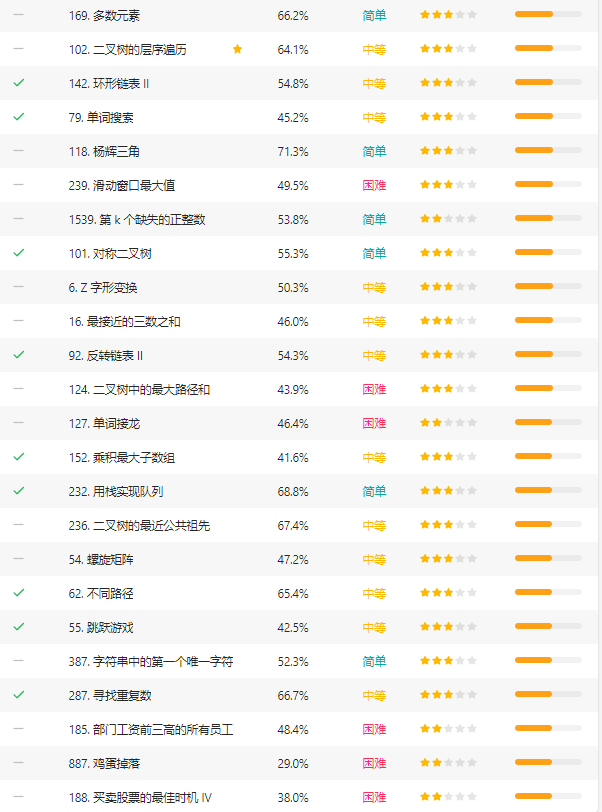 169. 多数元素 66.2% 简单
102. 二叉树的层序遍历 64.1% 中等
142. 环形链表 II 54.8% 中等
79. 单词搜索 45.2% 中等
118. 杨辉三角 71.3% 简单
239. 滑动窗口最大值 49.5% 困难
1539. 第 k 个缺失的正整数 53.8% 简单
101. 对称二叉树 55.3% 简单
6. Z 字形变换 50.3% 中等
16. 最接近的三数之和 46.0% 中等
92. 反转链表 II 54.3% 中等
124. 二叉树中的最大路径和 43.9% 困难
127. 单词接龙 46.4% 困难
152. 乘积最大子数组 41.6% 中等
232. 用栈实现队列 68.8% 简单
236. 二叉树的最近公共祖先 67.4% 中等
54. 螺旋矩阵 47.2% 中等
62. 不同路径 65.4% 中等
55. 跳跃游戏 42.5% 中等
387. 字符串中的第一个唯一字符 52.3% 简单
287. 寻找重复数 66.7% 中等
185. 部门工资前三高的所有员工 48.4% 困难
887. 鸡蛋掉落 29.0% 困难
188. 买卖股票的最佳时机 IV 38.0% 困难